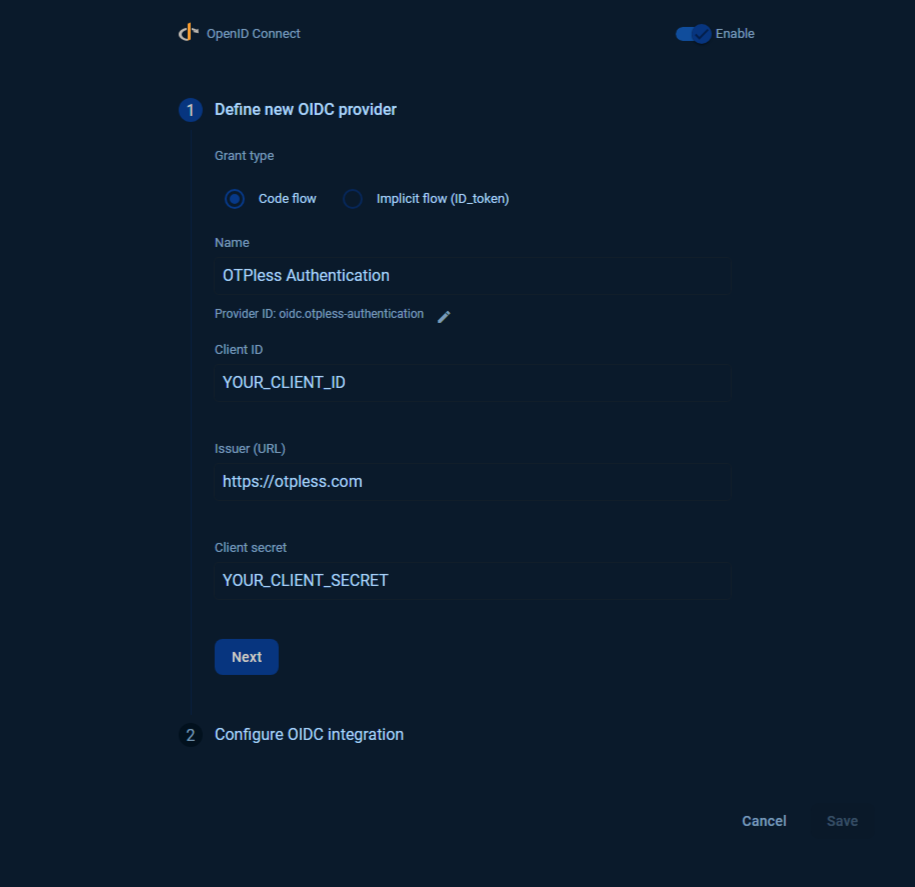 OpenID Connect
Enable
1 Define new OIDC provider
Grant type
Code flow Implicit flow (ID_token)
Name
OTPless Authentication
Provider ID: oidc.otpless-authentication
Client ID
YOUR_CLIENT_ID
Issuer (URL)
https://otpless.com
Client secret
YOUR_CLIENT_SECRET
Next
2 Configure OIDC integration
Cancel Save